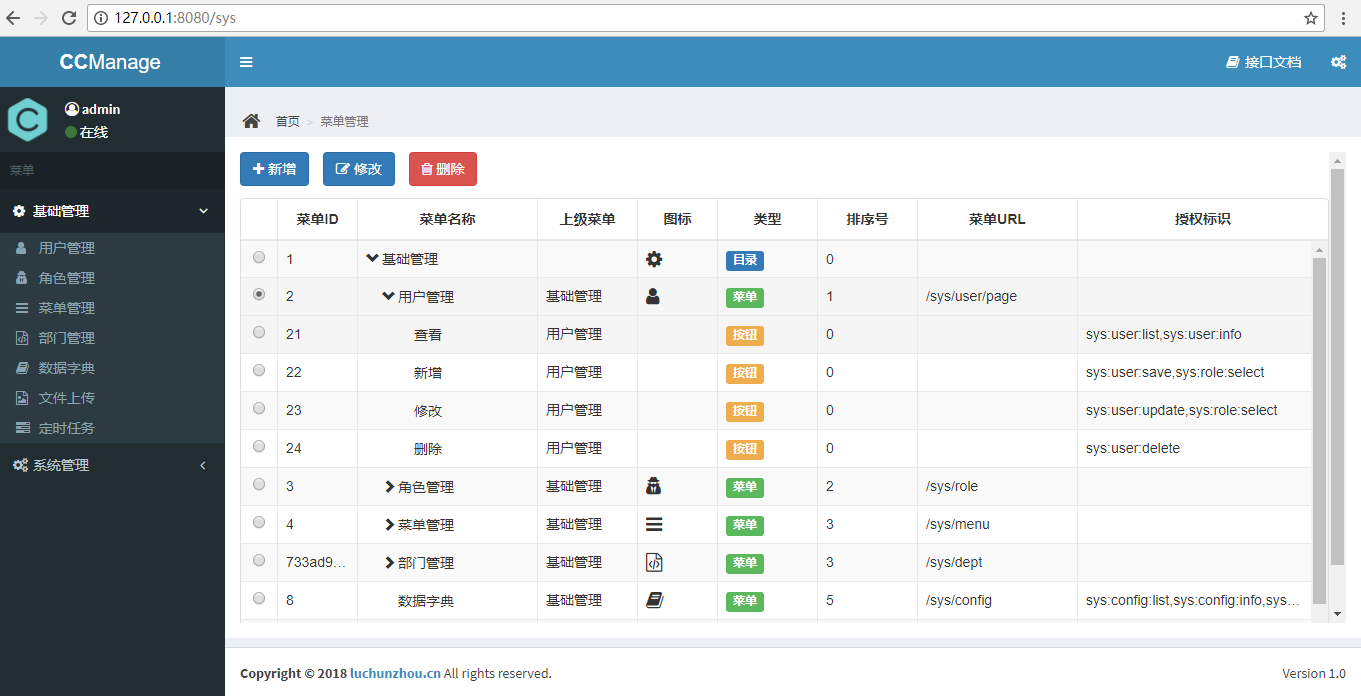 127.0.0.1:8080/sys
CCManage
接口文档
admin
在线
菜单
基础管理
用户管理
角色管理
菜单管理
部门管理
数据字典
文件上传
定时任务
系统管理
首页 > 菜单管理
新增 修改 删除
菜单ID 菜单名称 上级菜单 图标 类型 排序号 菜单URL 授权标识
1 基础管理 目录 0
2 用户管理 基础管理 菜单 1 /sys/user/page
21 查看 用户管理 按钮 0 sys:user:list,sys:user:info
22 新增 用户管理 按钮 0 sys:user:save,sys:role:select
23 修改 用户管理 按钮 0 sys:user:update,sys:role:select
24 删除 用户管理 按钮 0 sys:user:delete
3 角色管理 基础管理 菜单 2 /sys/role
4 菜单管理 基础管理 菜单 3 /sys/menu
733ad9... 部门管理 基础管理 菜单 3 /sys/dept
8 数据字典 基础管理 菜单 5 /sys/config sys:config:list,sys:config:info,sys...
Copyright © 2018 luchunzhou.cn All rights reserved.
Version 1.0